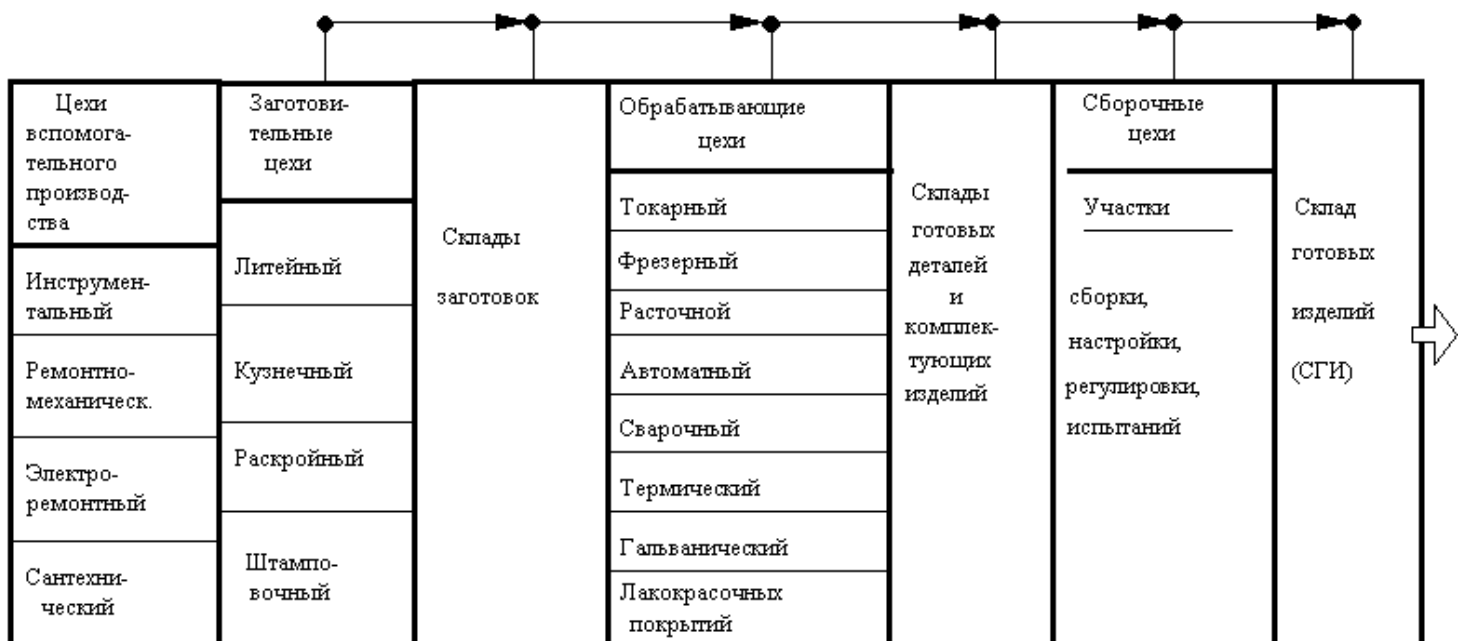 Цехи
вспомога-
тельного
производ-
ства
Инструмен-
тальный
Ремонтно-
механическ.
Электро-
ремонтный
Сантехни-
ческий
Заготови-
тельные
цехи
Литейный
Кузнечный
Раскройный
Штампо-
вочный
Склады
заготовок
Обрабатывающие
цехи
Токарный
Фрезерный
Расточной
Автоматный
Сварочный
Термический
Гальванический
Лакокрасочных
покрытий
Склады
готовых
деталей
и
комплек-
тующих
изделий
Сборочные
цехи
Участки
сборки,
настройки,
регулировки,
испытаний
Склад
готовых
изделий
(СГИ)